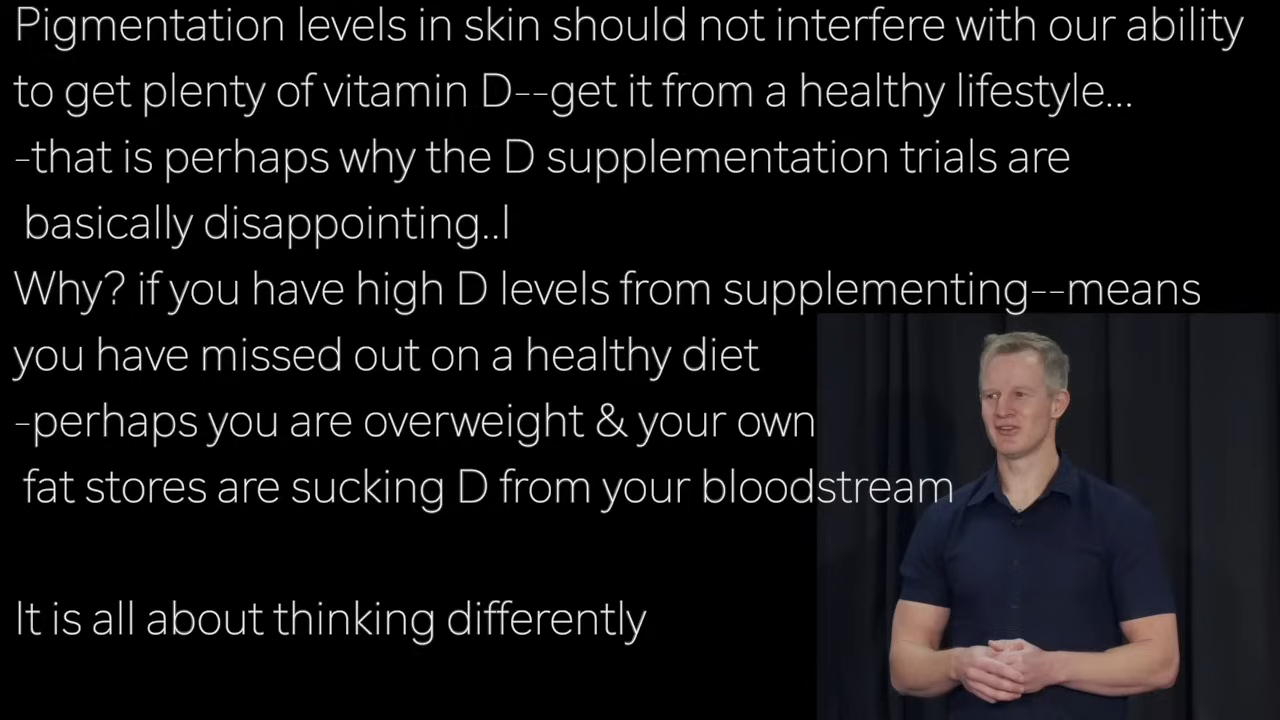 Pigmentation levels in skin should not interfere with our ability
to get plenty of vitamin D--get it from a healthy lifestyle...
-that is perhaps why the D supplementation trials are
basically disappointing..l
Why? if you have high D levels from supplementing--means
you have missed out on a healthy diet
-perhaps you are overweight & your own
fat stores are sucking D from your bloodstream
It is all about thinking differently